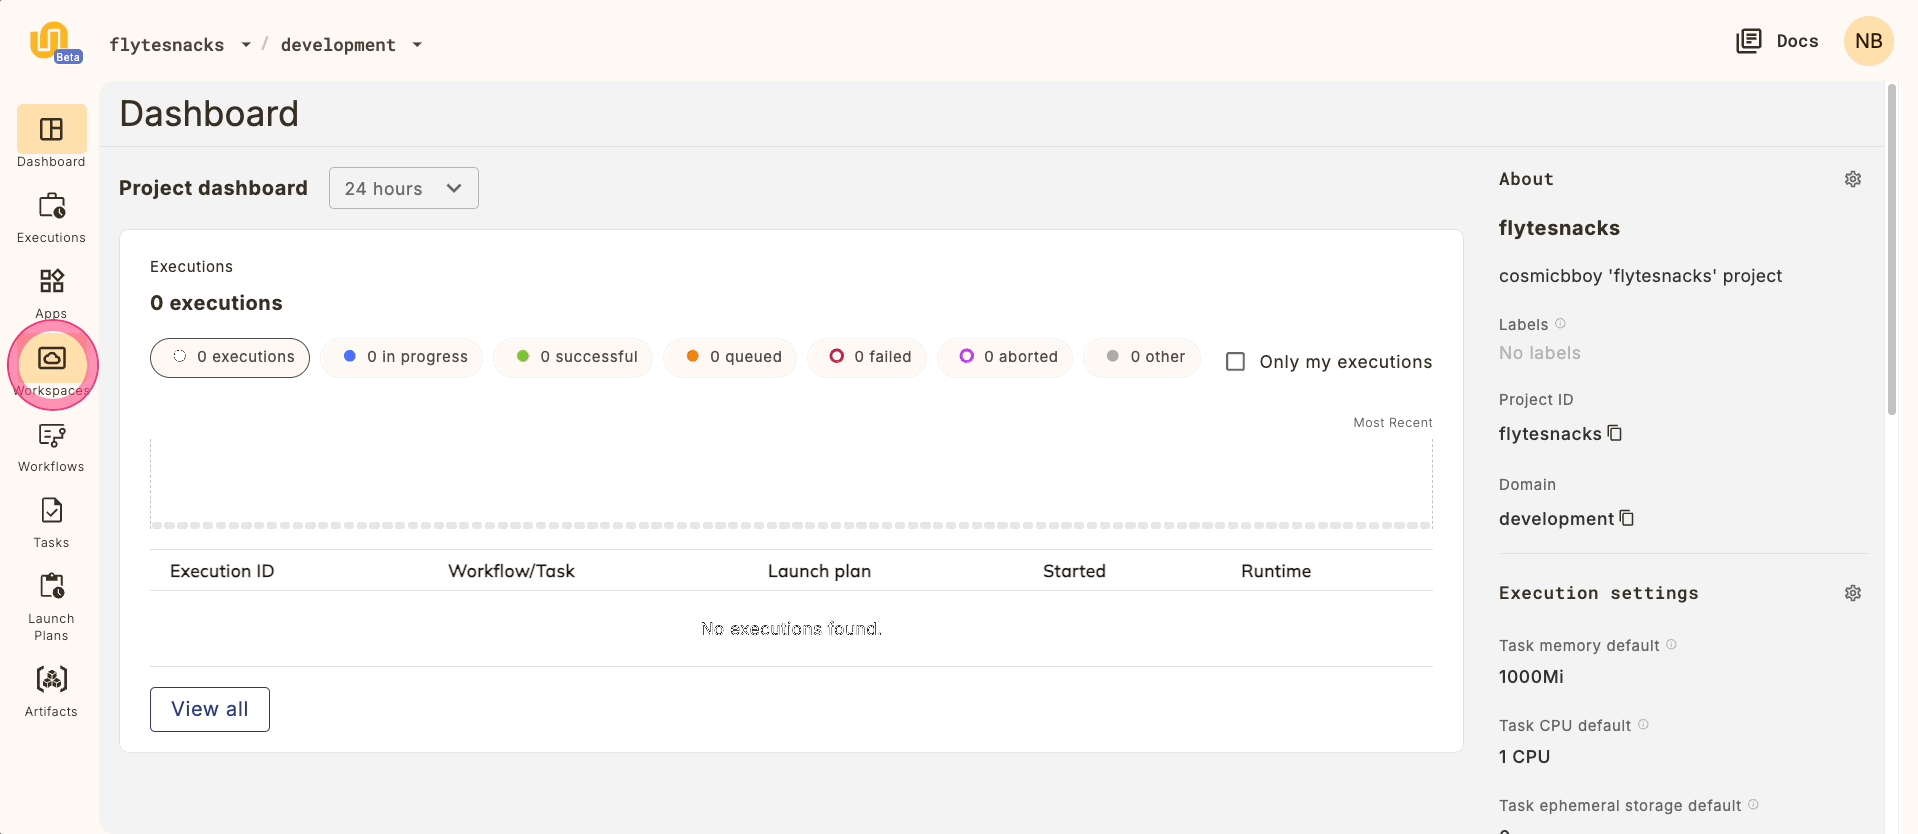 Beta
flytesnacks / development
Docs
NB
Dashboard
Executions
Apps
Workspaces
Workflows
Tasks
Launch
Plans
Artifacts
Dashboard
Project dashboard
24 hours
Executions
0 executions
0 executions
0 in progress
0 successful
0 queued
0 failed
0 aborted
0 other
Only my executions
Most Recent
Execution ID Workflow/Task Launch plan Started Runtime
No executions found.
View all
About
flytesnacks
cosmicbboy 'flytesnacks' project
Labels
No labels
Project ID
flytesnacks
Domain
development
Execution settings
Task memory default
1000Mi
Task CPU default
1 CPU
Task ephemeral storage default